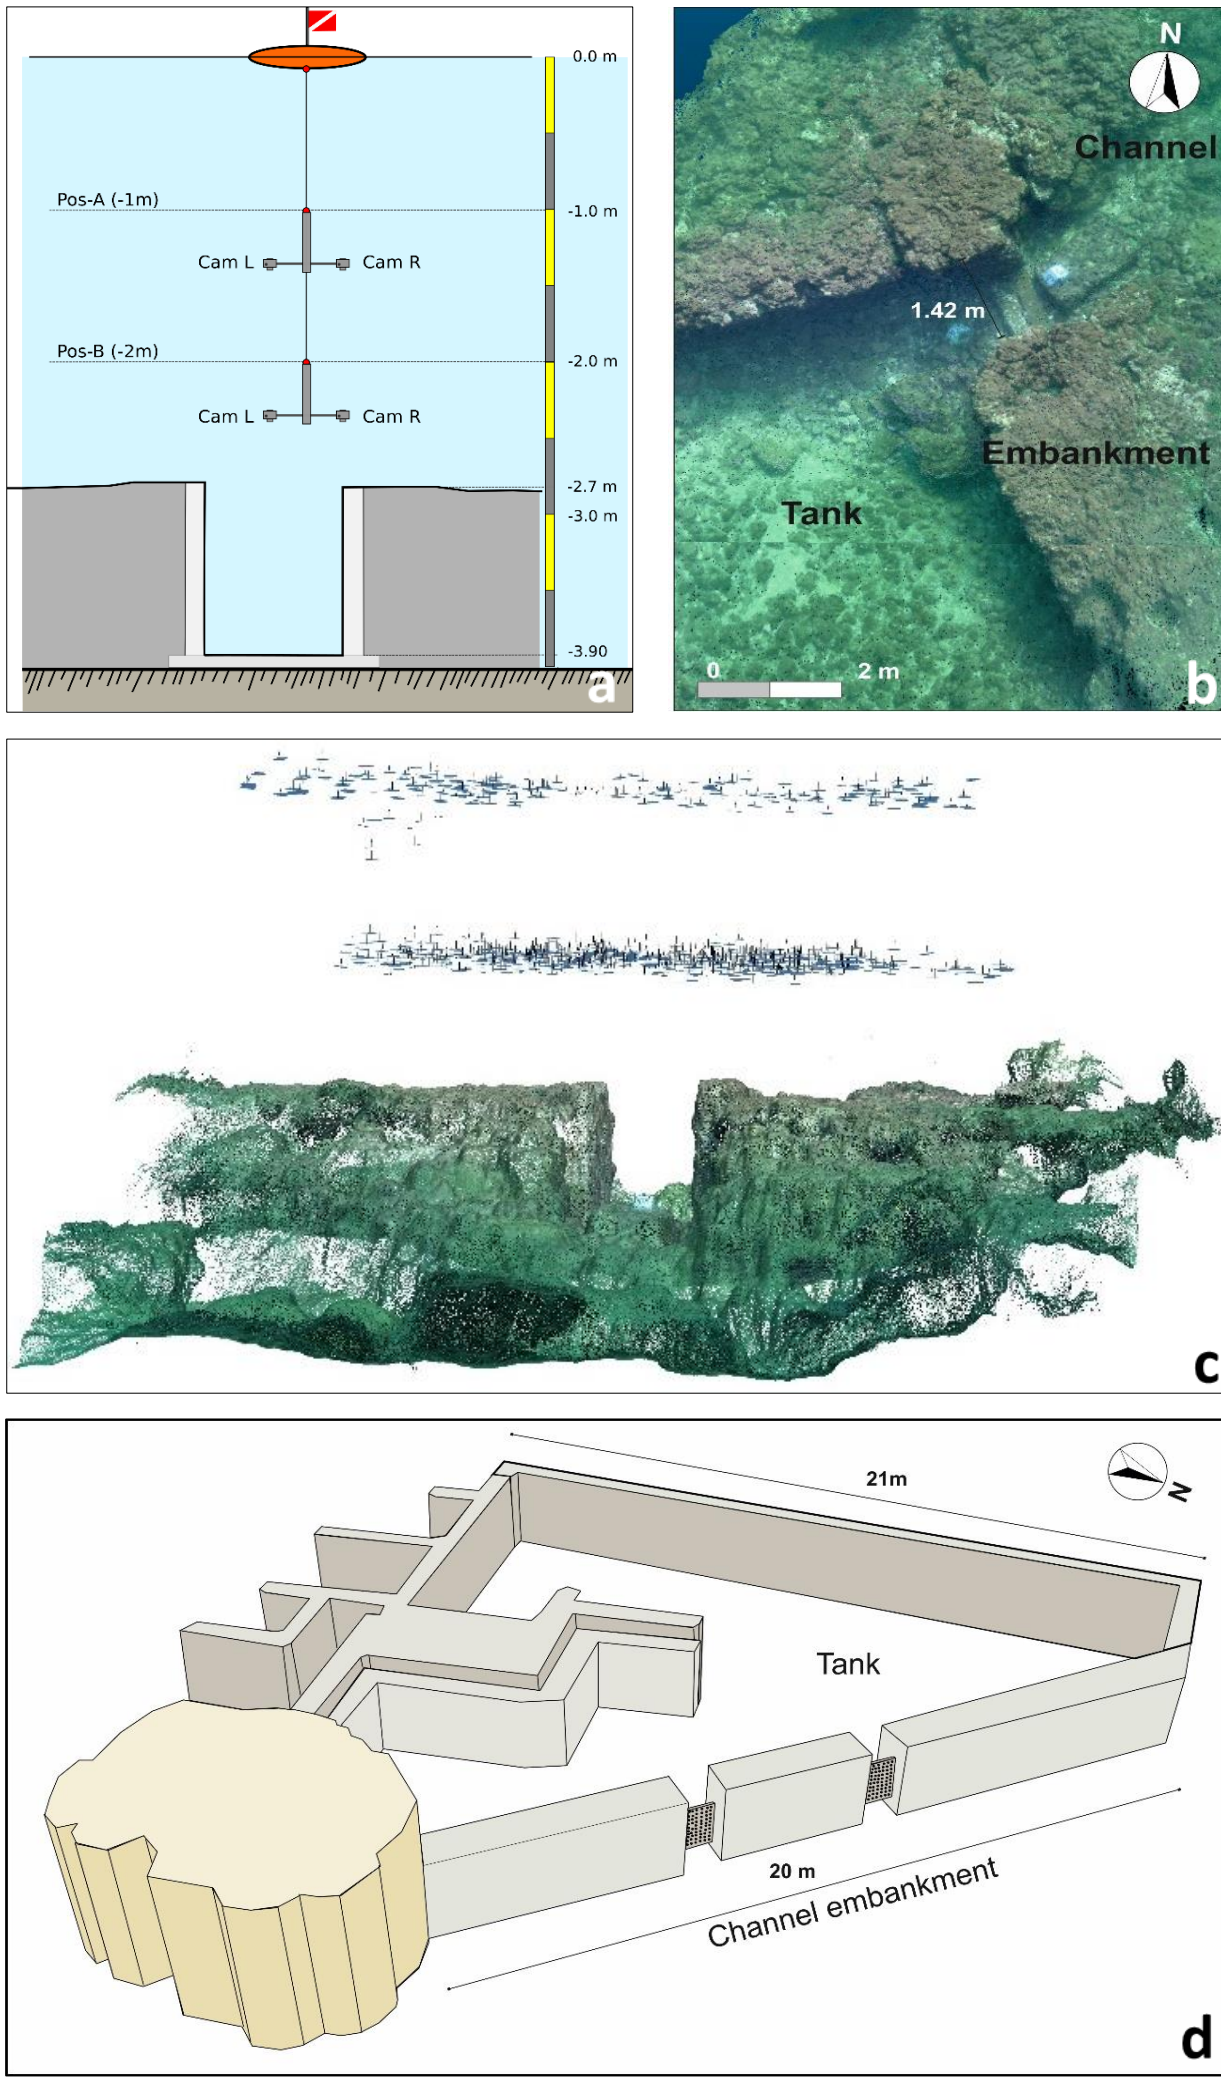 0.0 m
Pos-A (-1m)
-1.0 m
Cam L
Cam R
Pos-B (-2m)
-2.0 m
Cam L
Cam R
-2.7 m
-3.0 m
-3.90
a
N
Channel
1.42 m
Embankment
Tank
0
2 m
b
c
21m
N
Tank
20 m
Channel embankment
d